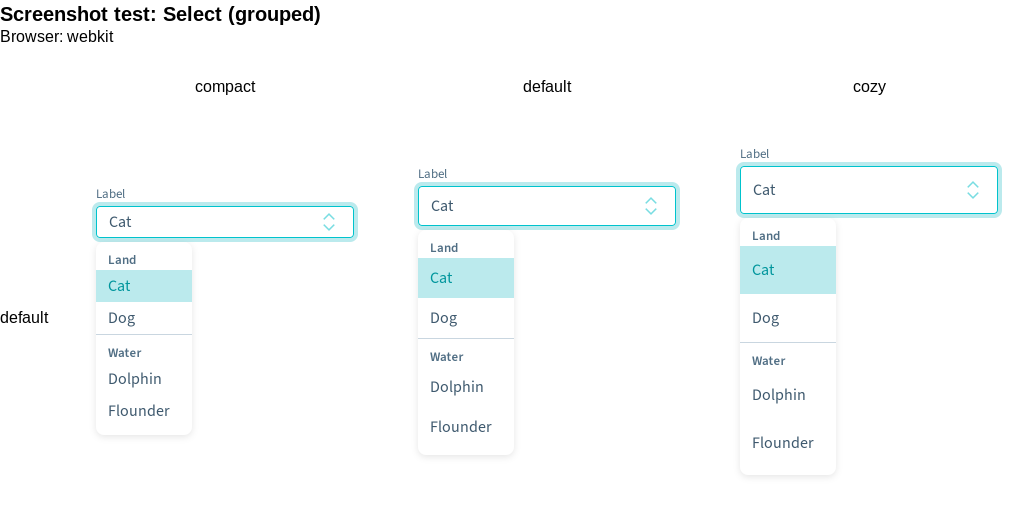 Screenshot test: Select (grouped)
Browser: webkit
compact default cozy
default
Label
Cat
Land
Cat
Dog
Water
Dolphin
Flounder
Label
Cat
Land
Cat
Dog
Water
Dolphin
Flounder
Label
Cat
Land
Cat
Dog
Water
Dolphin
Flounder